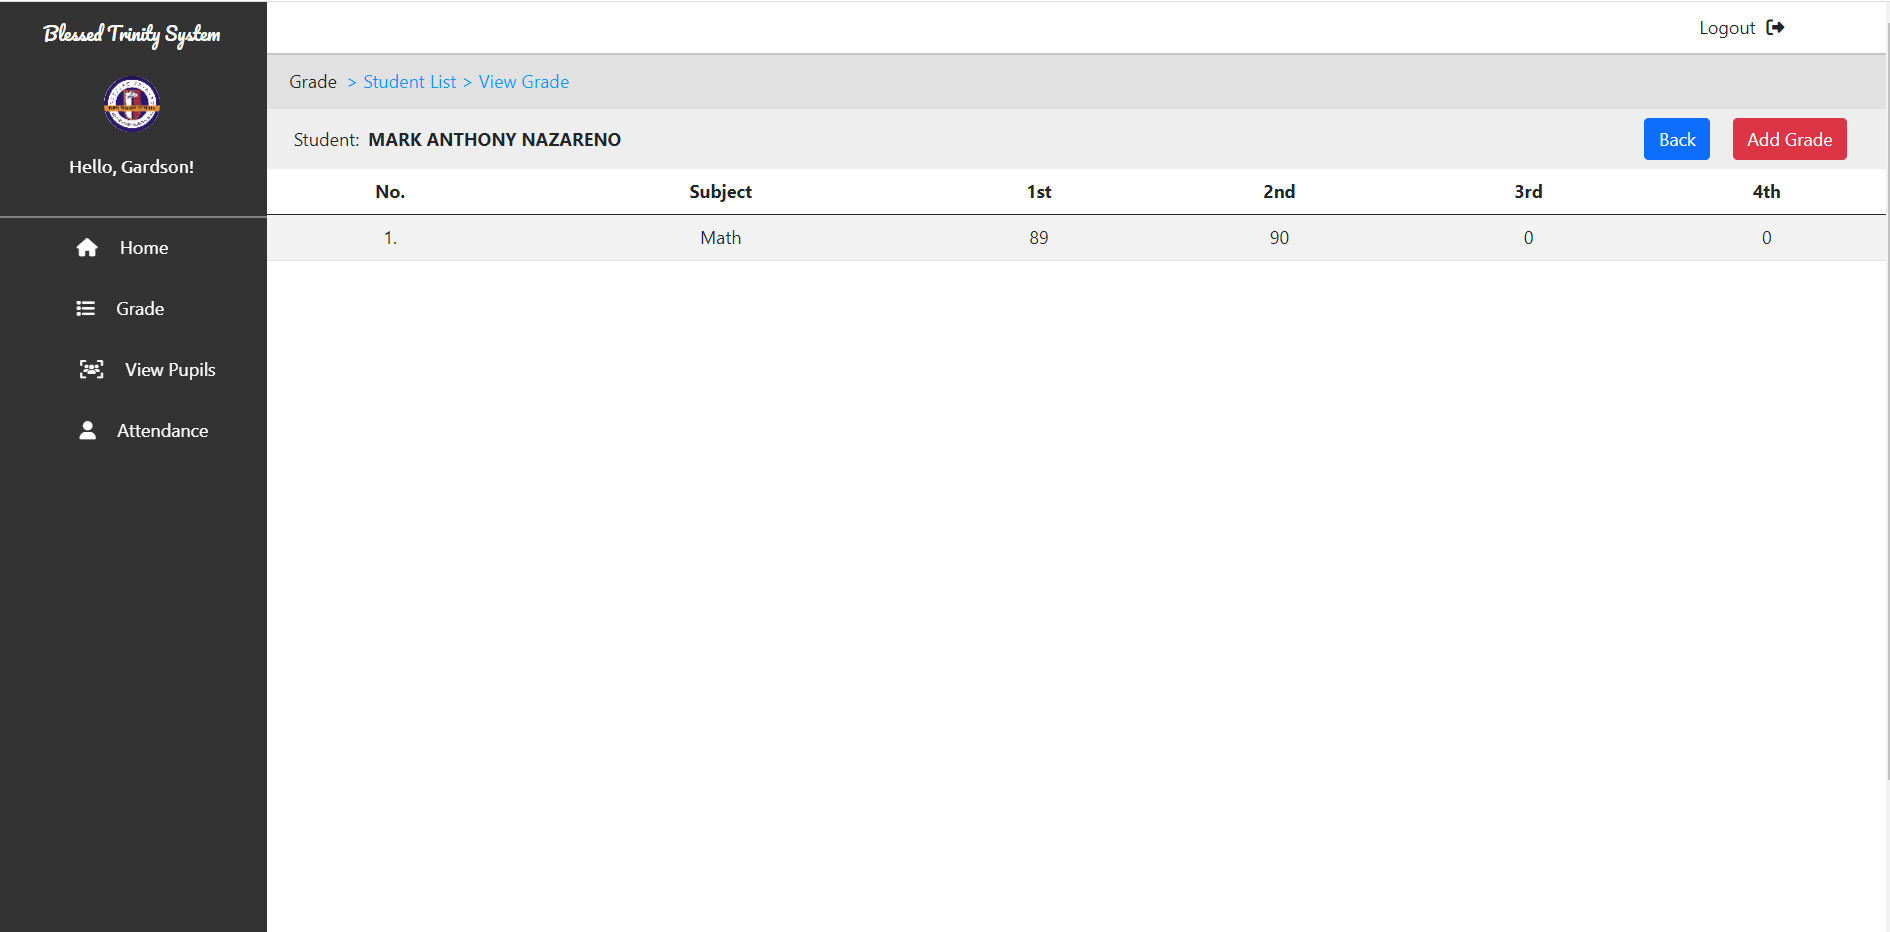 Blessed Trinity System
Hello, Gardson!
Home
Grade
View Pupils
Attendance
Logout
Grade > Student List > View Grade
Student: MARK ANTHONY NAZARENO
Back Add Grade
No. Subject 1st 2nd 3rd 4th
1. Math 89 90 0 0